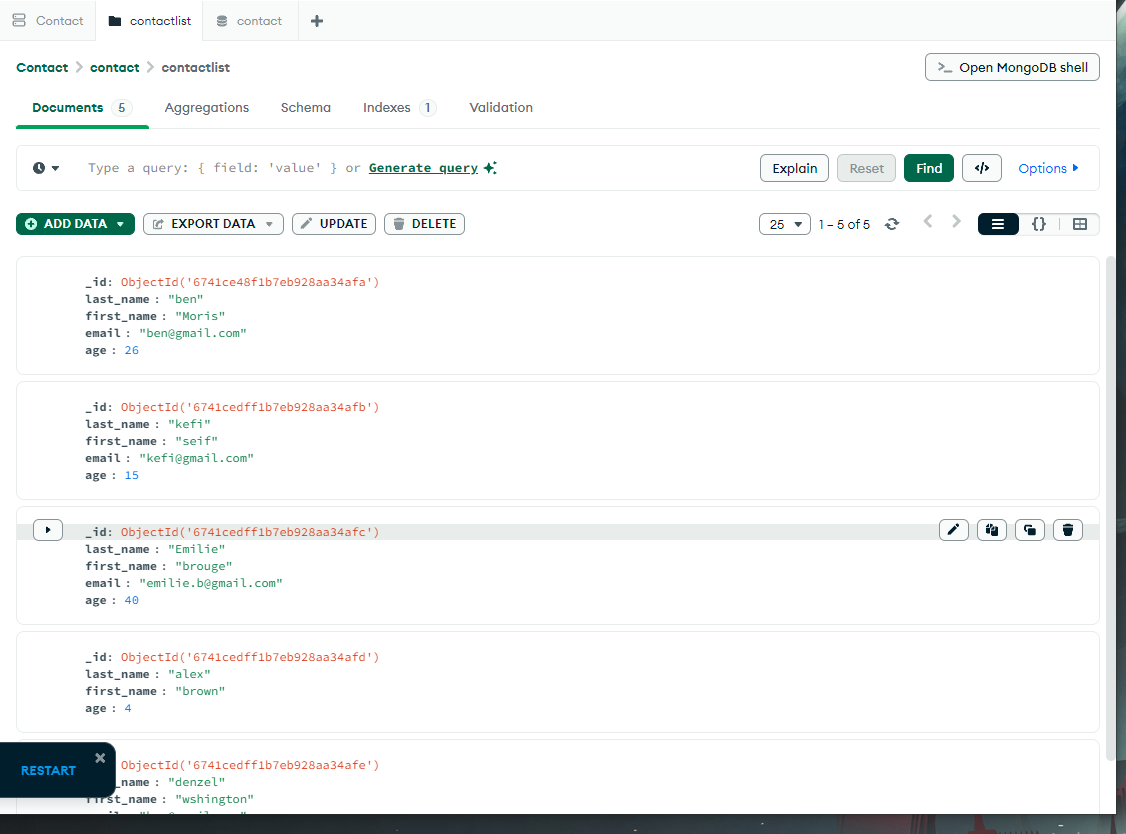 Contact contactlist contact
Contact > contact > contactlist
>_ Open MongoDB shell
Documents 5 Aggregations Schema Indexes 1 Validation
Type a query: { field: 'value' } or Generate query
Explain Reset Find </> Options
ADD DATA EXPORT DATA UPDATE DELETE
25 1 – 5 of 5 {}
_id: ObjectId('6741ce48f1b7eb928aa34afa')
last_name : "ben"
first_name : "Moris"
email : "ben@gmail.com"
age : 26
_id: ObjectId('6741cedff1b7eb928aa34afb')
last_name : "kefi"
first_name : "seif"
email : "kefi@gmail.com"
age : 15
_id: ObjectId('6741cedff1b7eb928aa34afc')
last_name : "Emilie"
first_name : "brouge"
email : "emilie.b@gmail.com"
age : 40
_id: ObjectId('6741cedff1b7eb928aa34afd')
last_name : "alex"
first_name : "brown"
age : 4
ObjectId('6741cedff1b7eb928aa34afe')
RESTART
_name : "denzel"
first_name : "wshington"